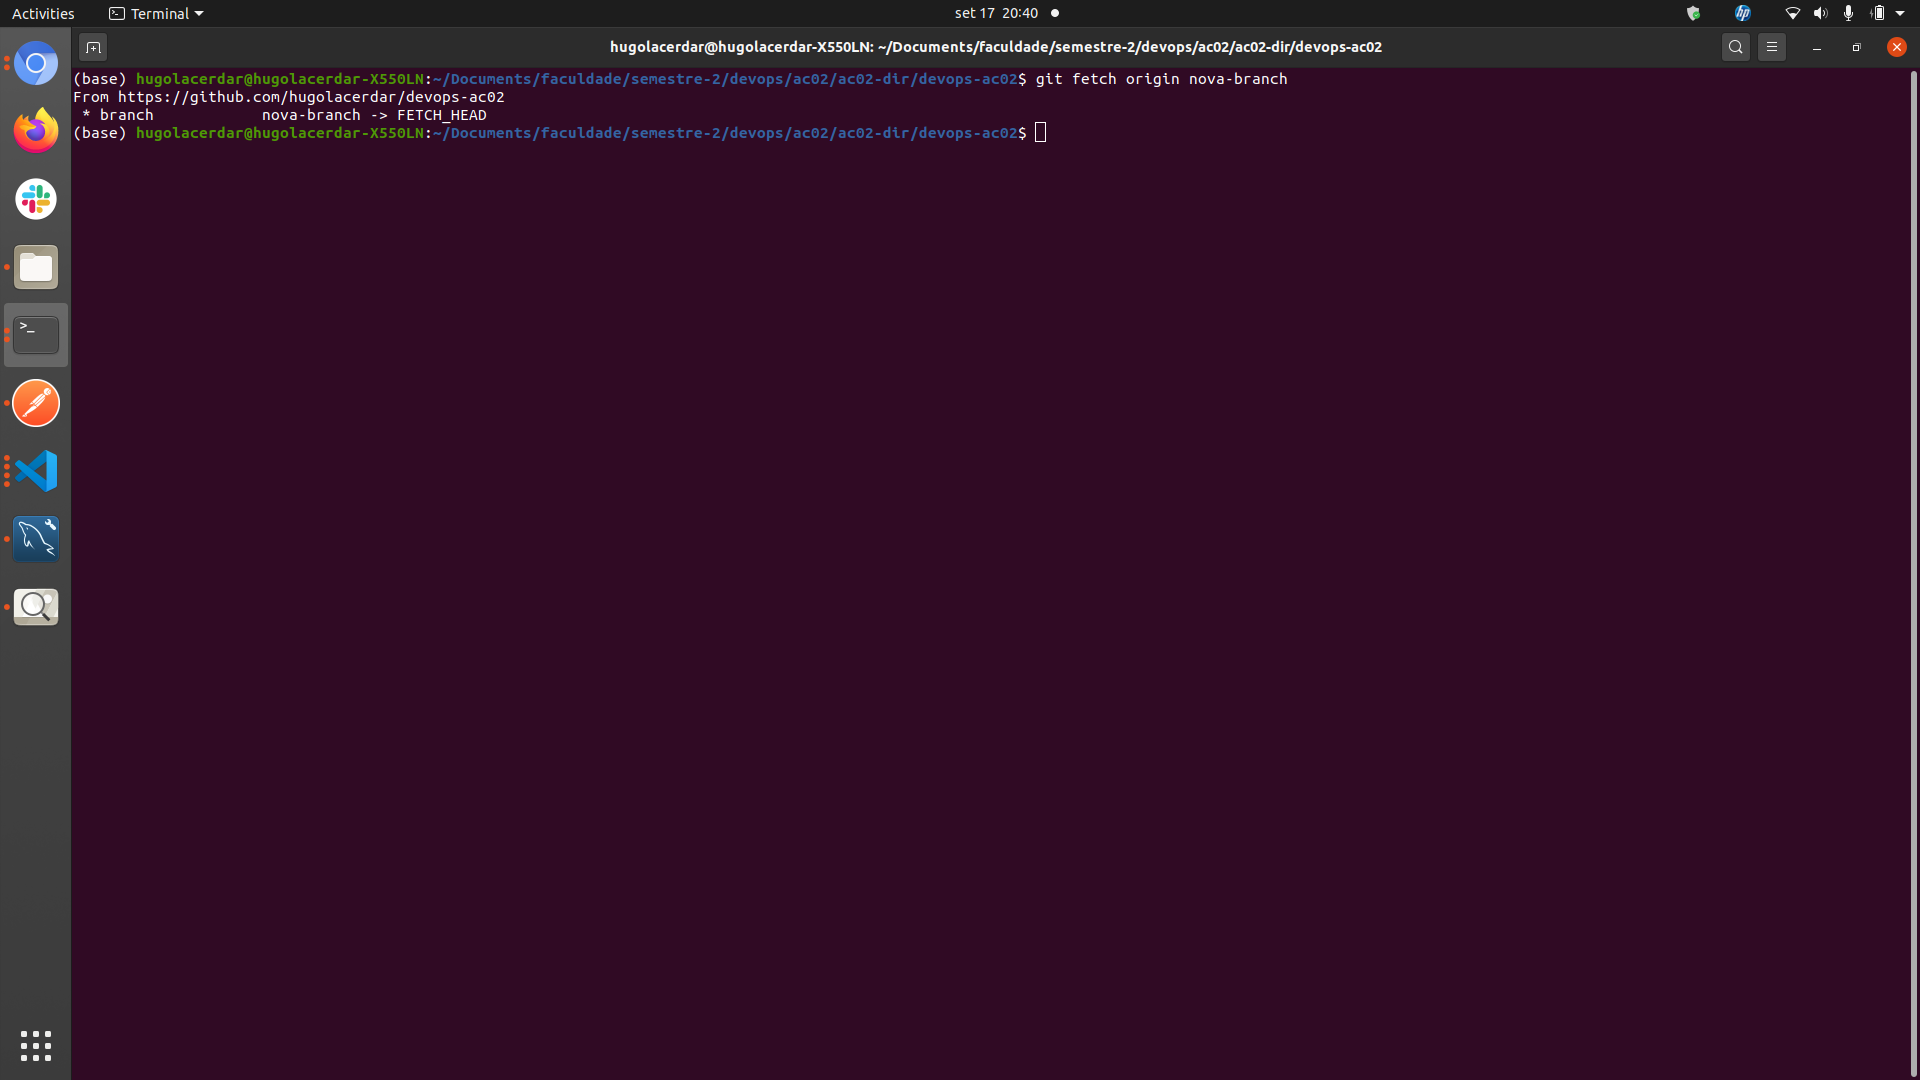 Activities
Terminal
set 17 20:40
hp
hugolacerdar@hugolacerdar-X550LN: ~/Documents/faculdade/semestre-2/devops/ac02/ac02-dir/devops-ac02
(base) hugolacerdar@hugolacerdar-X550LN:~/Documents/faculdade/semestre-2/devops/ac02/ac02-dir/devops-ac02$ git fetch origin nova-branch
From https://github.com/hugolacerdar/devops-ac02
 * branch            nova-branch -> FETCH_HEAD
(base) hugolacerdar@hugolacerdar-X550LN:~/Documents/faculdade/semestre-2/devops/ac02/ac02-dir/devops-ac02$
>_